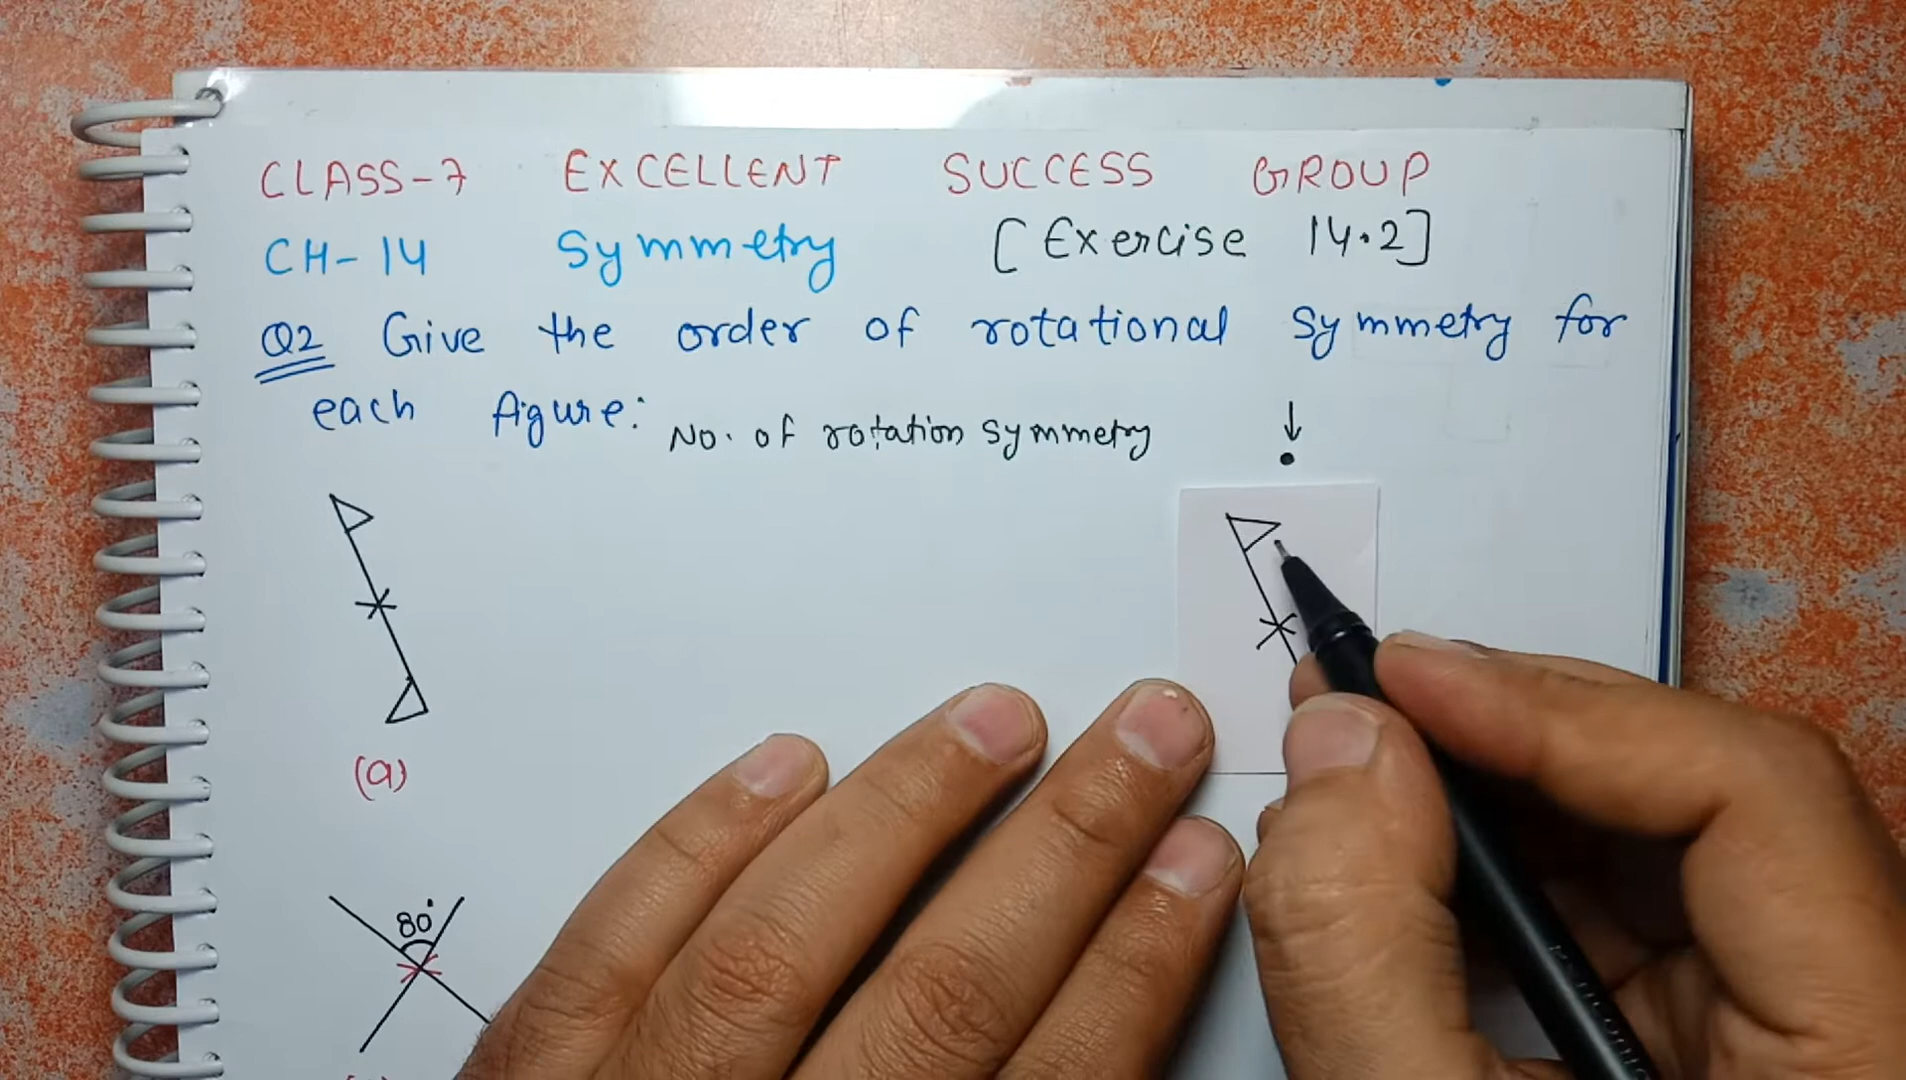 CLASS-7 EXCELLENT SUCCESS GROUP
CH-14 Symmetry [Exercise 14.2]
Q2 Give the order of rotational symmetry for
each figure: No. of rotation symmetry
(a)
80°